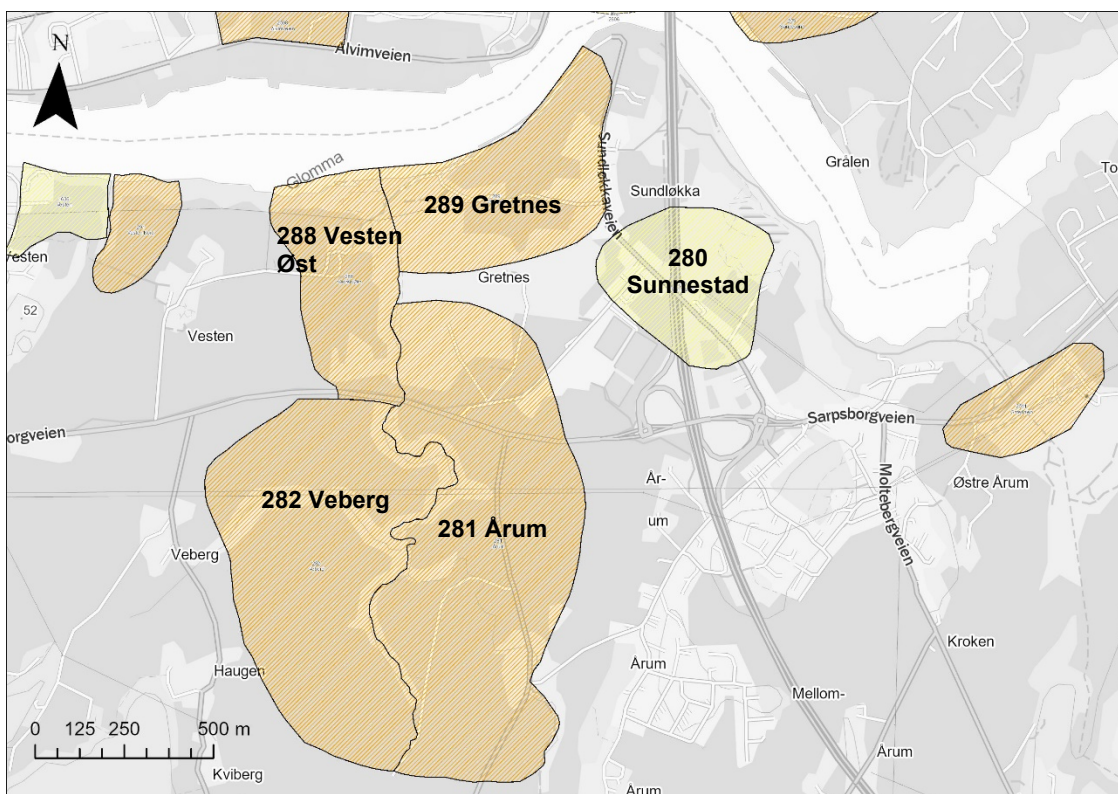 N
Alvimveien
Glomma
Sundløkkaveien
Sundløkka
Grålen
To
289 Gretnes
288 Vesten
Øst
Gretnes
280
Sunnestad
Vesten
52
Vesten
orgveien
Sarpsborgveien
Moltebergveien
Østre Årum
282 Veberg
281 Årum
År-
um
Veberg
Haugen
Kviberg
Årum
Mellom-
Kroken
Årum
Årum
0 125 250 500 m